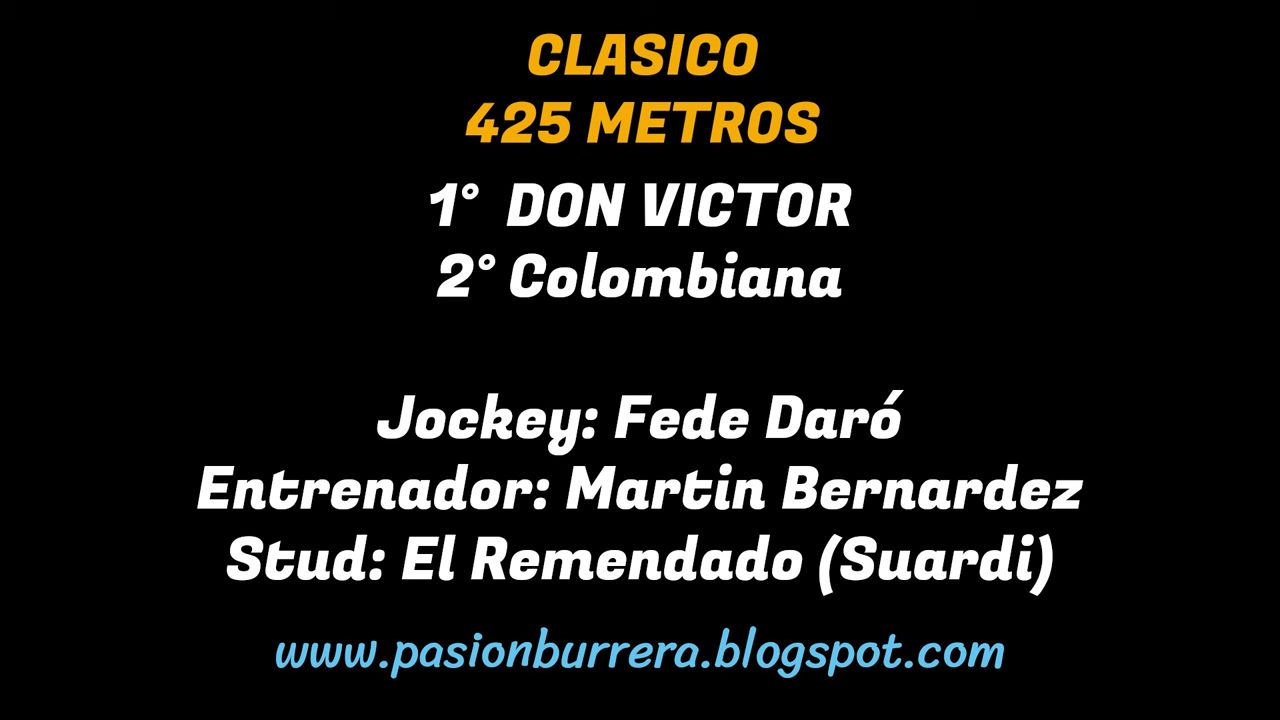 CLASICO
425 METROS
1° DON VICTOR
2° Colombiana
Jockey: Fede Daró
Entrenador: Martin Bernardez
Stud: El Remendado (Suardi)
www.pasionburrera.blogspot.com